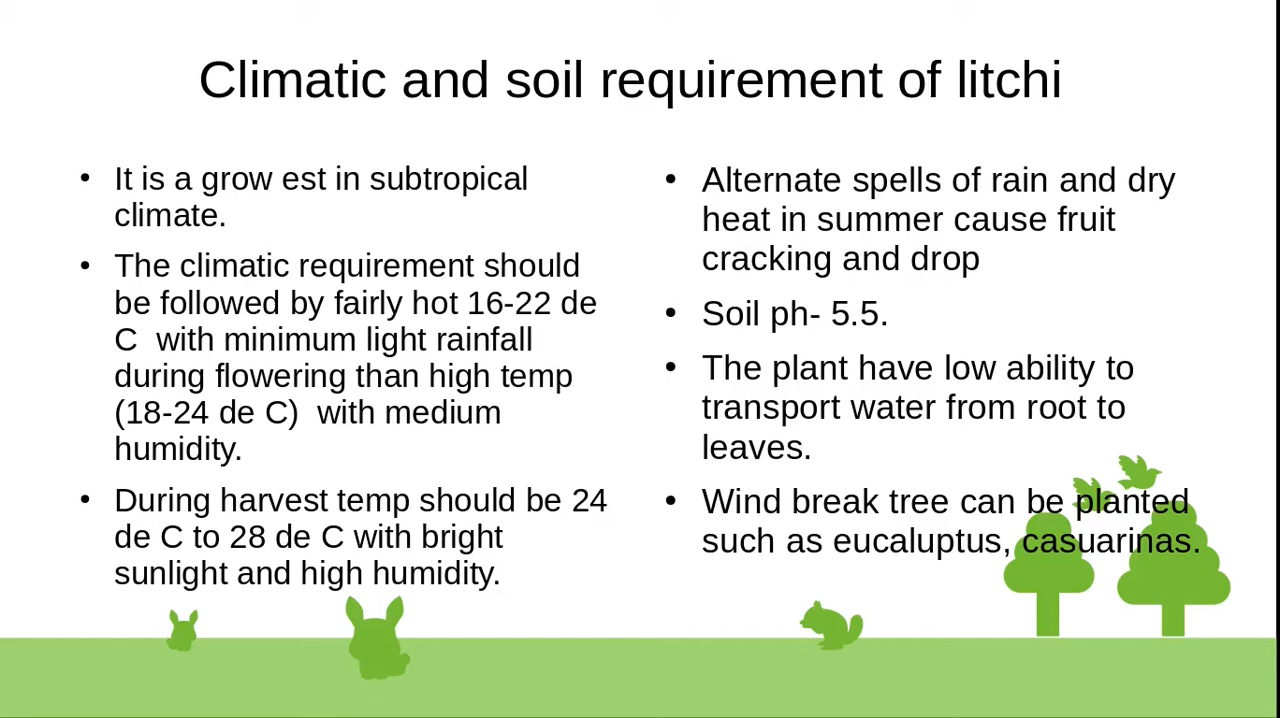 Climatic and soil requirement of litchi
• It is a grow est in subtropical
climate.
• The climatic requirement should
be followed by fairly hot 16-22 de
C  with minimum light rainfall
during flowering than high temp
(18-24 de C)  with medium
humidity.
• During harvest temp should be 24
de C to 28 de C with bright
sunlight and high humidity.
• Alternate spells of rain and dry
heat in summer cause fruit
cracking and drop
• Soil ph- 5.5.
• The plant have low ability to
transport water from root to
leaves.
• Wind break tree can be planted
such as eucaluptus, casuarinas.